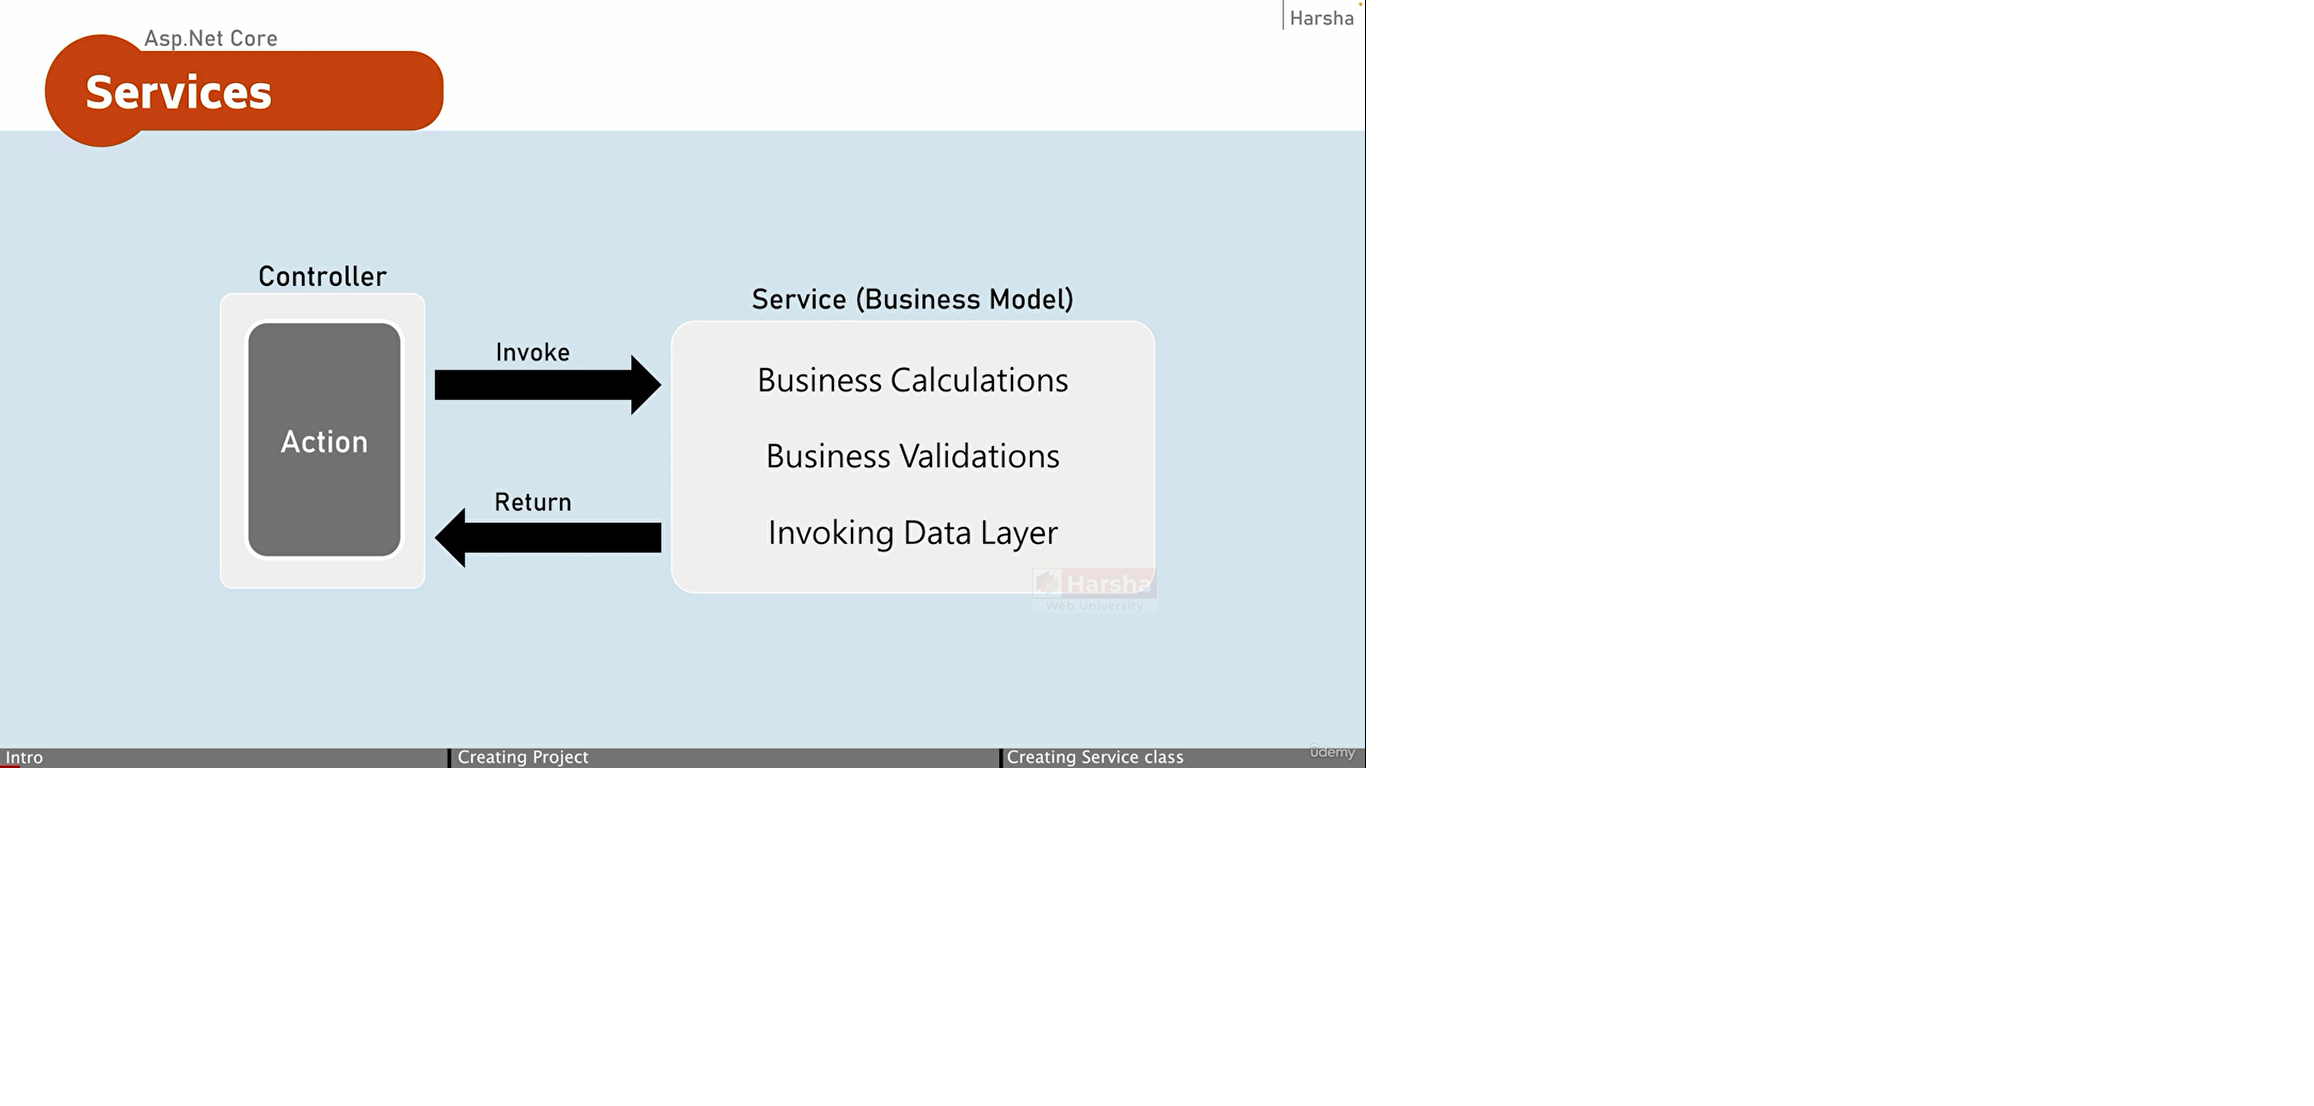 Harsha
Asp.Net Core
Services
Controller
Action
Invoke
Return
Service (Business Model)
Business Calculations
Business Validations
Invoking Data Layer
Harsha
Web University
Intro
Creating Project
Creating Service class
ûdemy